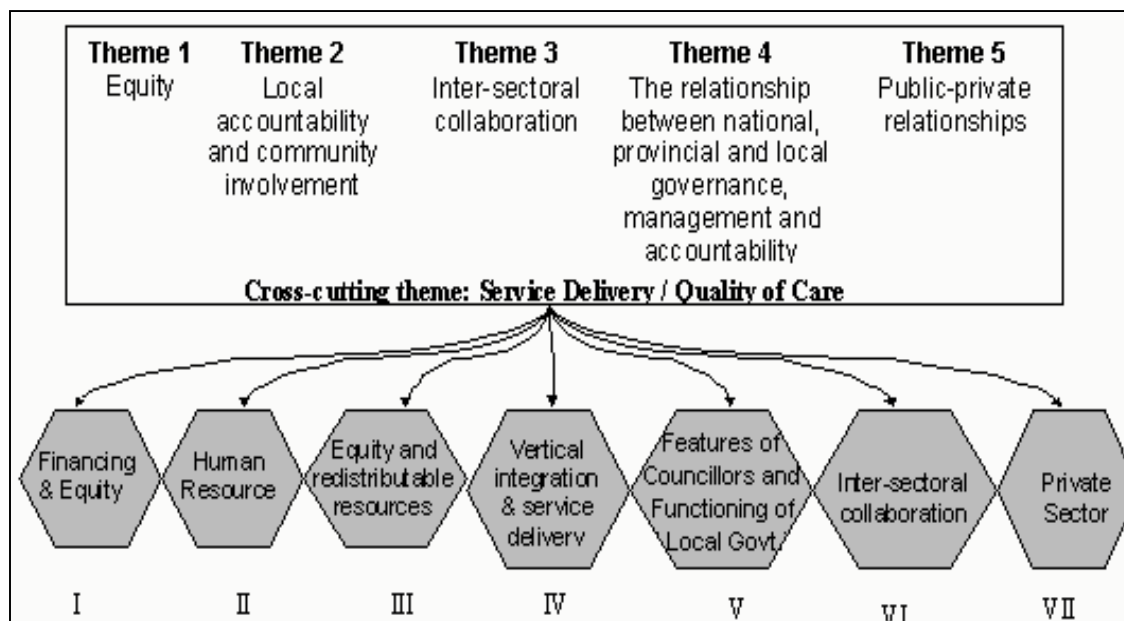 Theme 1
Equity
Theme 2
Local
accountability
and community
involvement
Theme 3
Inter-sectoral
collaboration
Theme 4
The relationship
between national,
provincial and local
governance,
management and
accountability
Theme 5
Public-private
relationships
Cross-cutting theme: Service Delivery / Quality of Care
Financing
& Equity
Human
Resource
Equity and
redistributable
resources
Vertical
integration
& service
delivery
Features of
Councillors and
Functioning of
Local Govt.
Inter-sectoral
collaboration
Private
Sector
I
II
III
IV
V
VI
VII